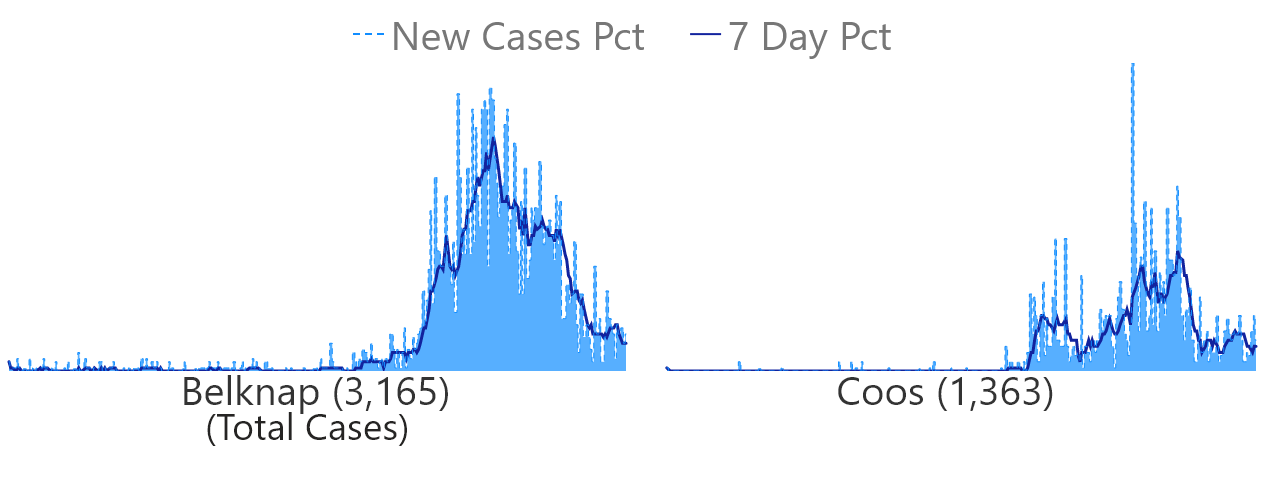 New Cases Pct 7 Day Pct
Belknap (3,165)
(Total Cases)
Coos (1,363)